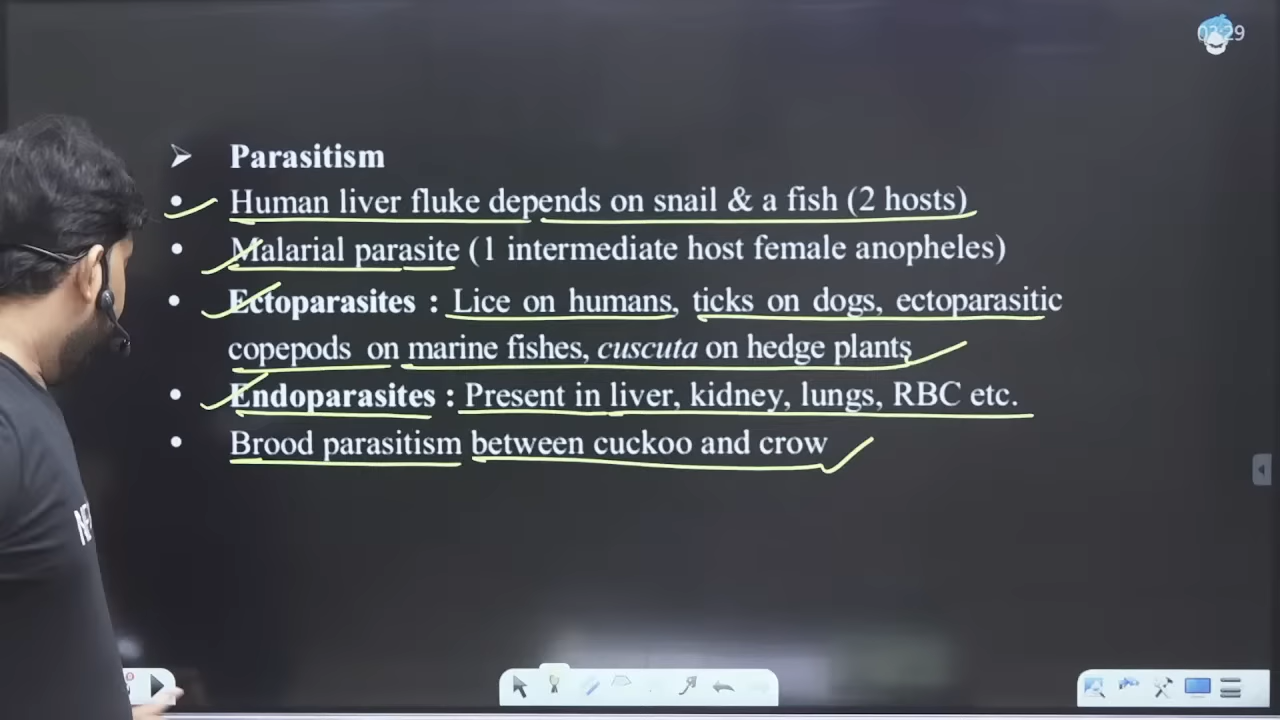 03:29
➢ Parasitism
• Human liver fluke depends on snail & a fish (2 hosts)
• Malarial parasite (1 intermediate host female anopheles)
• Ectoparasites : Lice on humans, ticks on dogs, ectoparasitic
copepods on marine fishes, cuscuta on hedge plants
• Endoparasites : Present in liver, kidney, lungs, RBC etc.
• Brood parasitism between cuckoo and crow